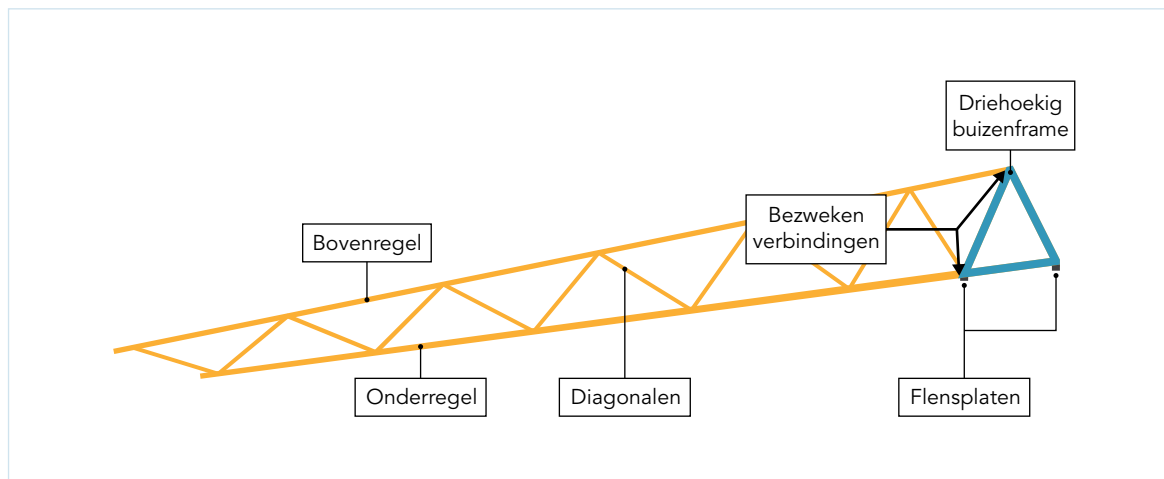 Driehoekig
buizenframe
Bezweken
verbindingen
Bovenregel
Onderregel
Diagonalen
Flensplaten